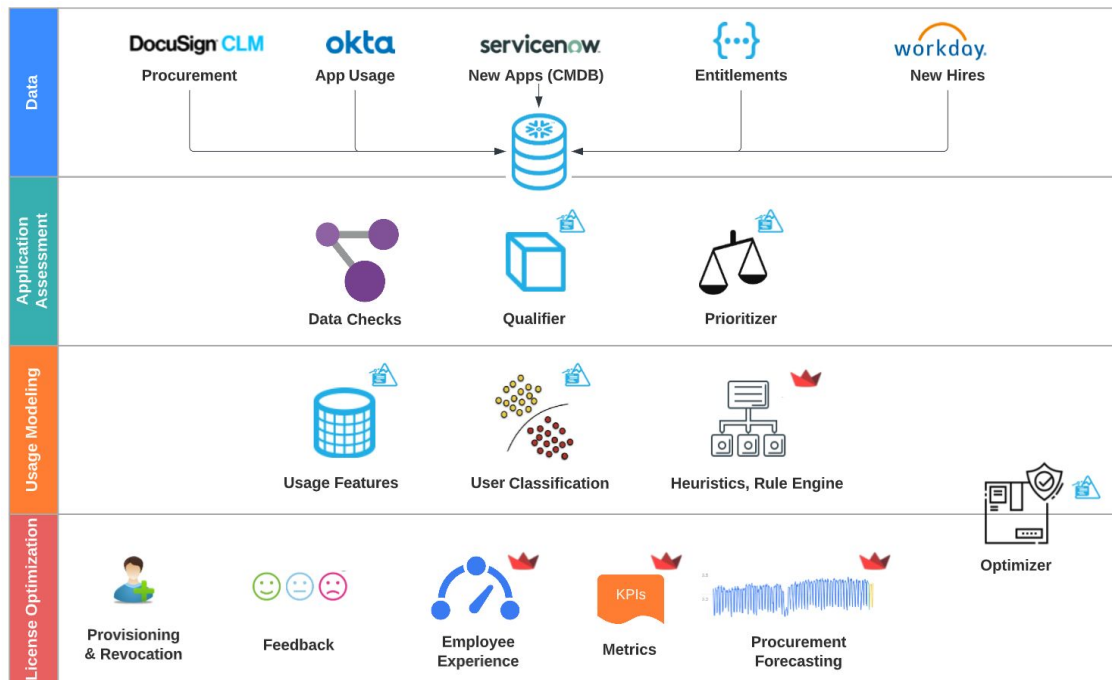 Data
DocuSign CLM
Procurement
okta
App Usage
servicenow.
New Apps (CMDB)
{...}
Entitlements
workday.
New Hires
Application
Assessment
Data Checks
Qualifier
Prioritizer
Usage Modeling
Usage Features
User Classification
Heuristics, Rule Engine
Optimizer
License Optimization
Provisioning
& Revocation
Feedback
Employee
Experience
KPIs
Metrics
Procurement
Forecasting